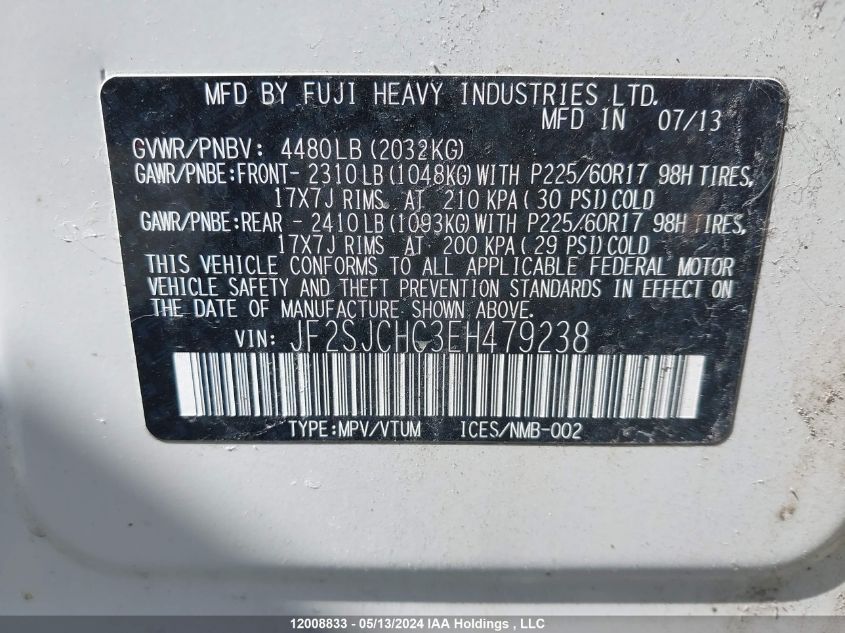 MFD BY FUJI HEAVY INDUSTRIES LTD.
MFD IN 07/13
GVWR/PNBV: 4480LB (2032KG)
GAWR/PNBE:FRONT- 2310LB (1048KG) WITH P225/60R17 98H TIRES,
17X7J RIMS AT 210 KPA ( 30 PSI) COLD
GAWR/PNBE:REAR - 2410LB (1093KG) WITH P225/60R17 98H TIRES,
17X7J RIMS AT 200 KPA ( 29 PSI) COLD
THIS VEHICLE CONFORMS TO ALL APPLICABLE FEDERAL MOTOR
VEHICLE SAFETY AND THEFT PREVENTION STANDARDS IN EFFECT ON
THE DATE OF MANUFACTURE SHOWN ABOVE.
VIN: JF2SJCHC3EH479238
TYPE:MPV/VTUM ICES/NMB-002
12008833 - 05/13/2024 IAA Holdings , LLC